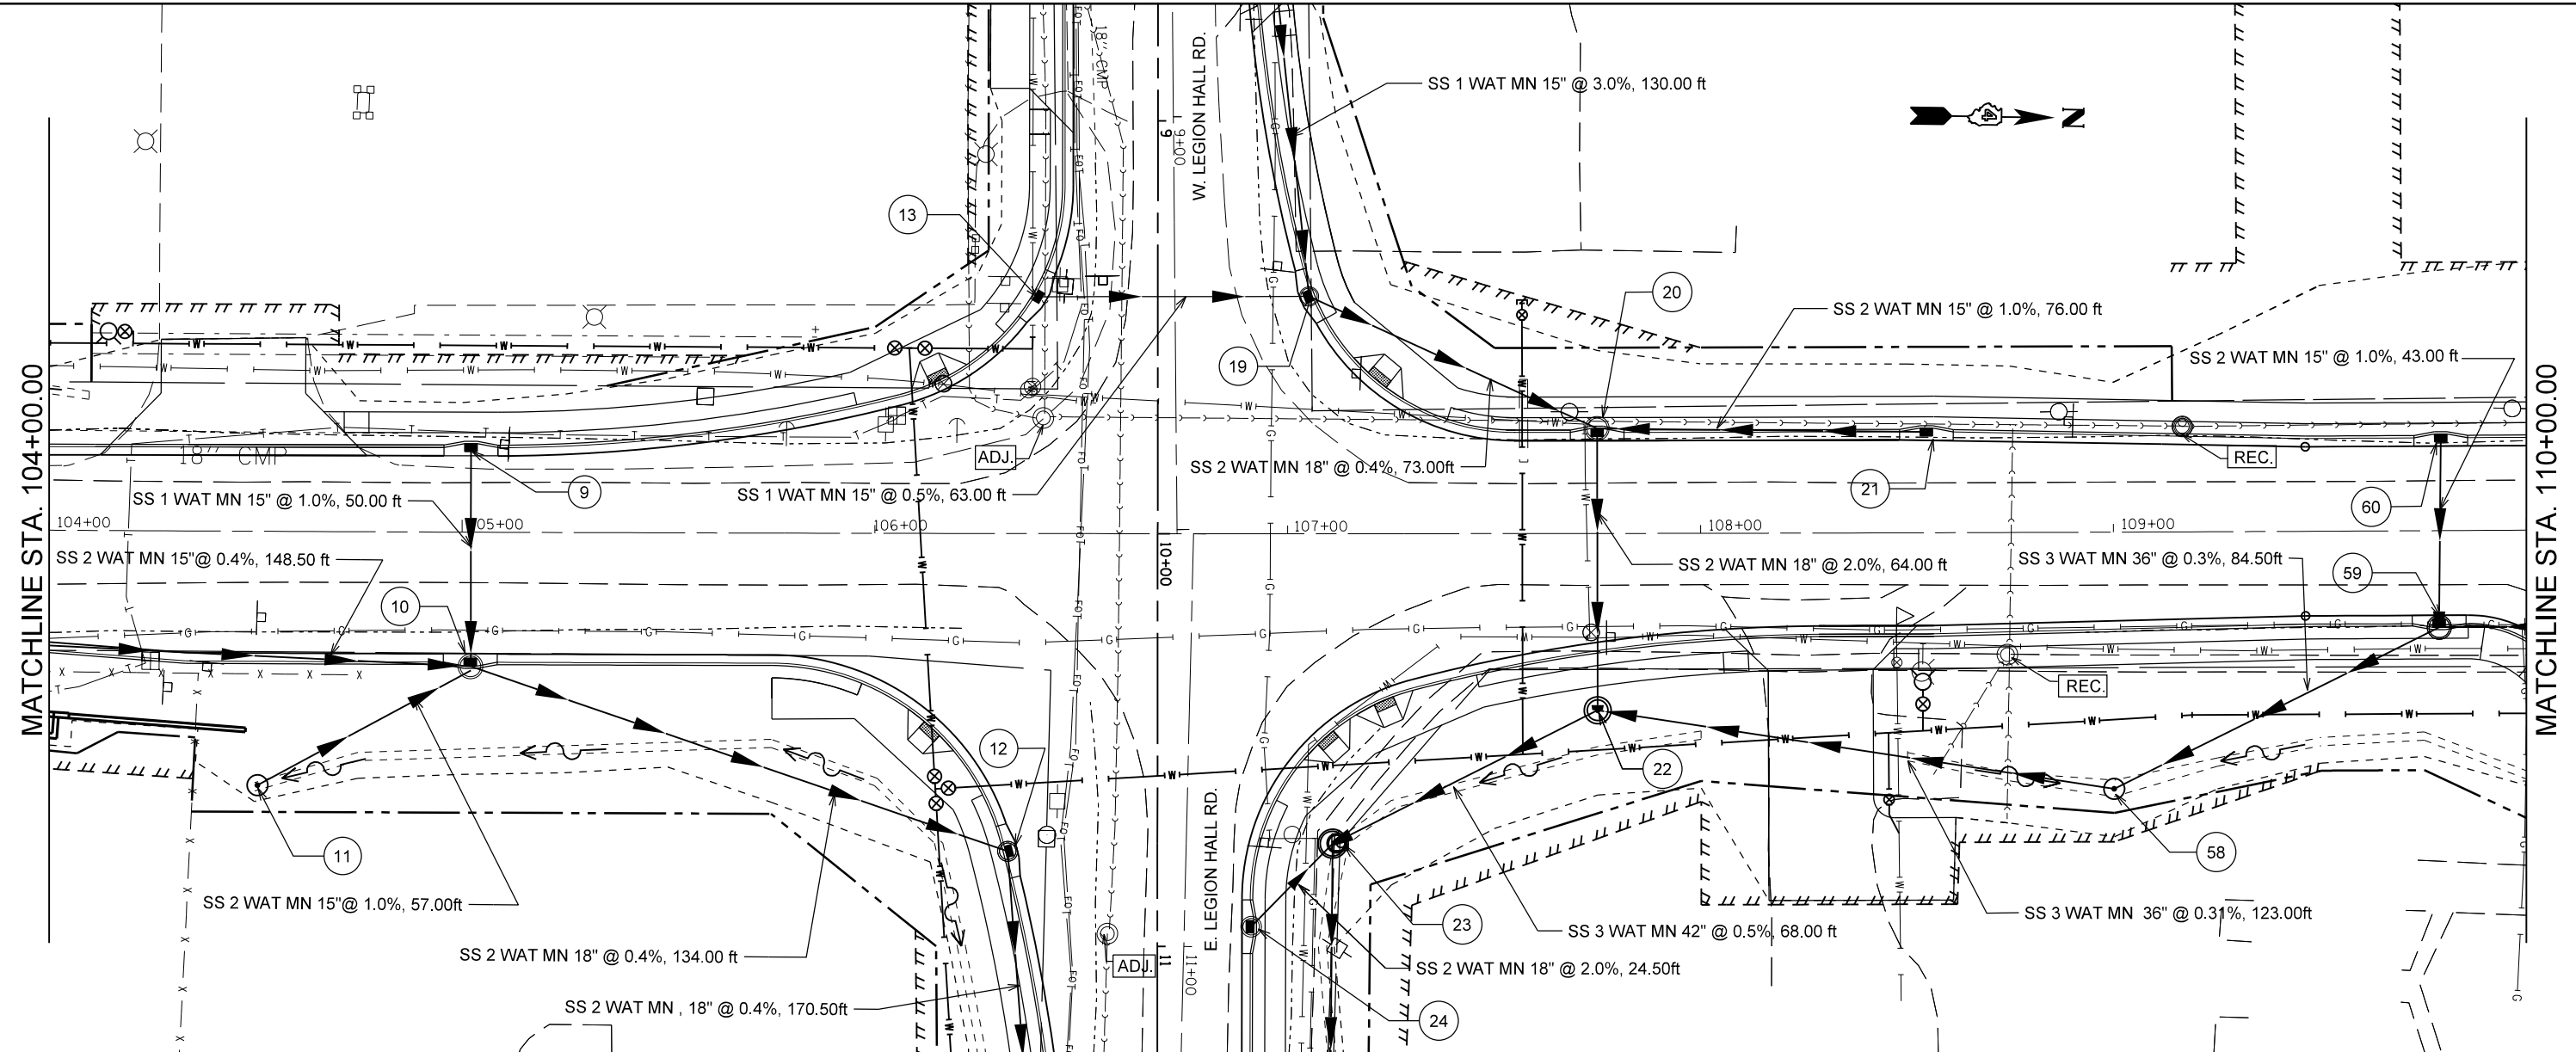 SS 1 WAT MN 15" @ 3.0%, 130.00 ft
18" CMP
W. LEGION HALL RD.
9
9+00
4
N
13
20
SS 2 WAT MN 15" @ 1.0%, 76.00 ft
19
SS 2 WAT MN 15" @ 1.0%, 43.00 ft
MATCHLINE STA. 104+00.00
MATCHLINE STA. 110+00.00
18" CMP
ADJ.
REC.
SS 2 WAT MN 18" @ 0.4%, 73.00ft
SS 1 WAT MN 15" @ 1.0%, 50.00 ft
9
SS 1 WAT MN 15" @ 0.5%, 63.00 ft
21
60
104+00
105+00
106+00
107+00
108+00
109+00
10+00
SS 2 WAT MN 15"@ 0.4%, 148.50 ft
SS 2 WAT MN 18" @ 2.0%, 64.00 ft
SS 3 WAT MN 36" @ 0.3%, 84.50ft
59
10
REC.
12
22
11
58
E. LEGION HALL RD.
SS 2 WAT MN 15"@ 1.0%, 57.00ft
23
SS 3 WAT MN 36" @ 0.31%, 123.00ft
SS 3 WAT MN 42" @ 0.5%, 68.00 ft
SS 2 WAT MN 18" @ 0.4%, 134.00 ft
ADJ.
11
11+00
SS 2 WAT MN 18" @ 2.0%, 24.50ft
SS 2 WAT MN , 18" @ 0.4%, 170.50ft
24